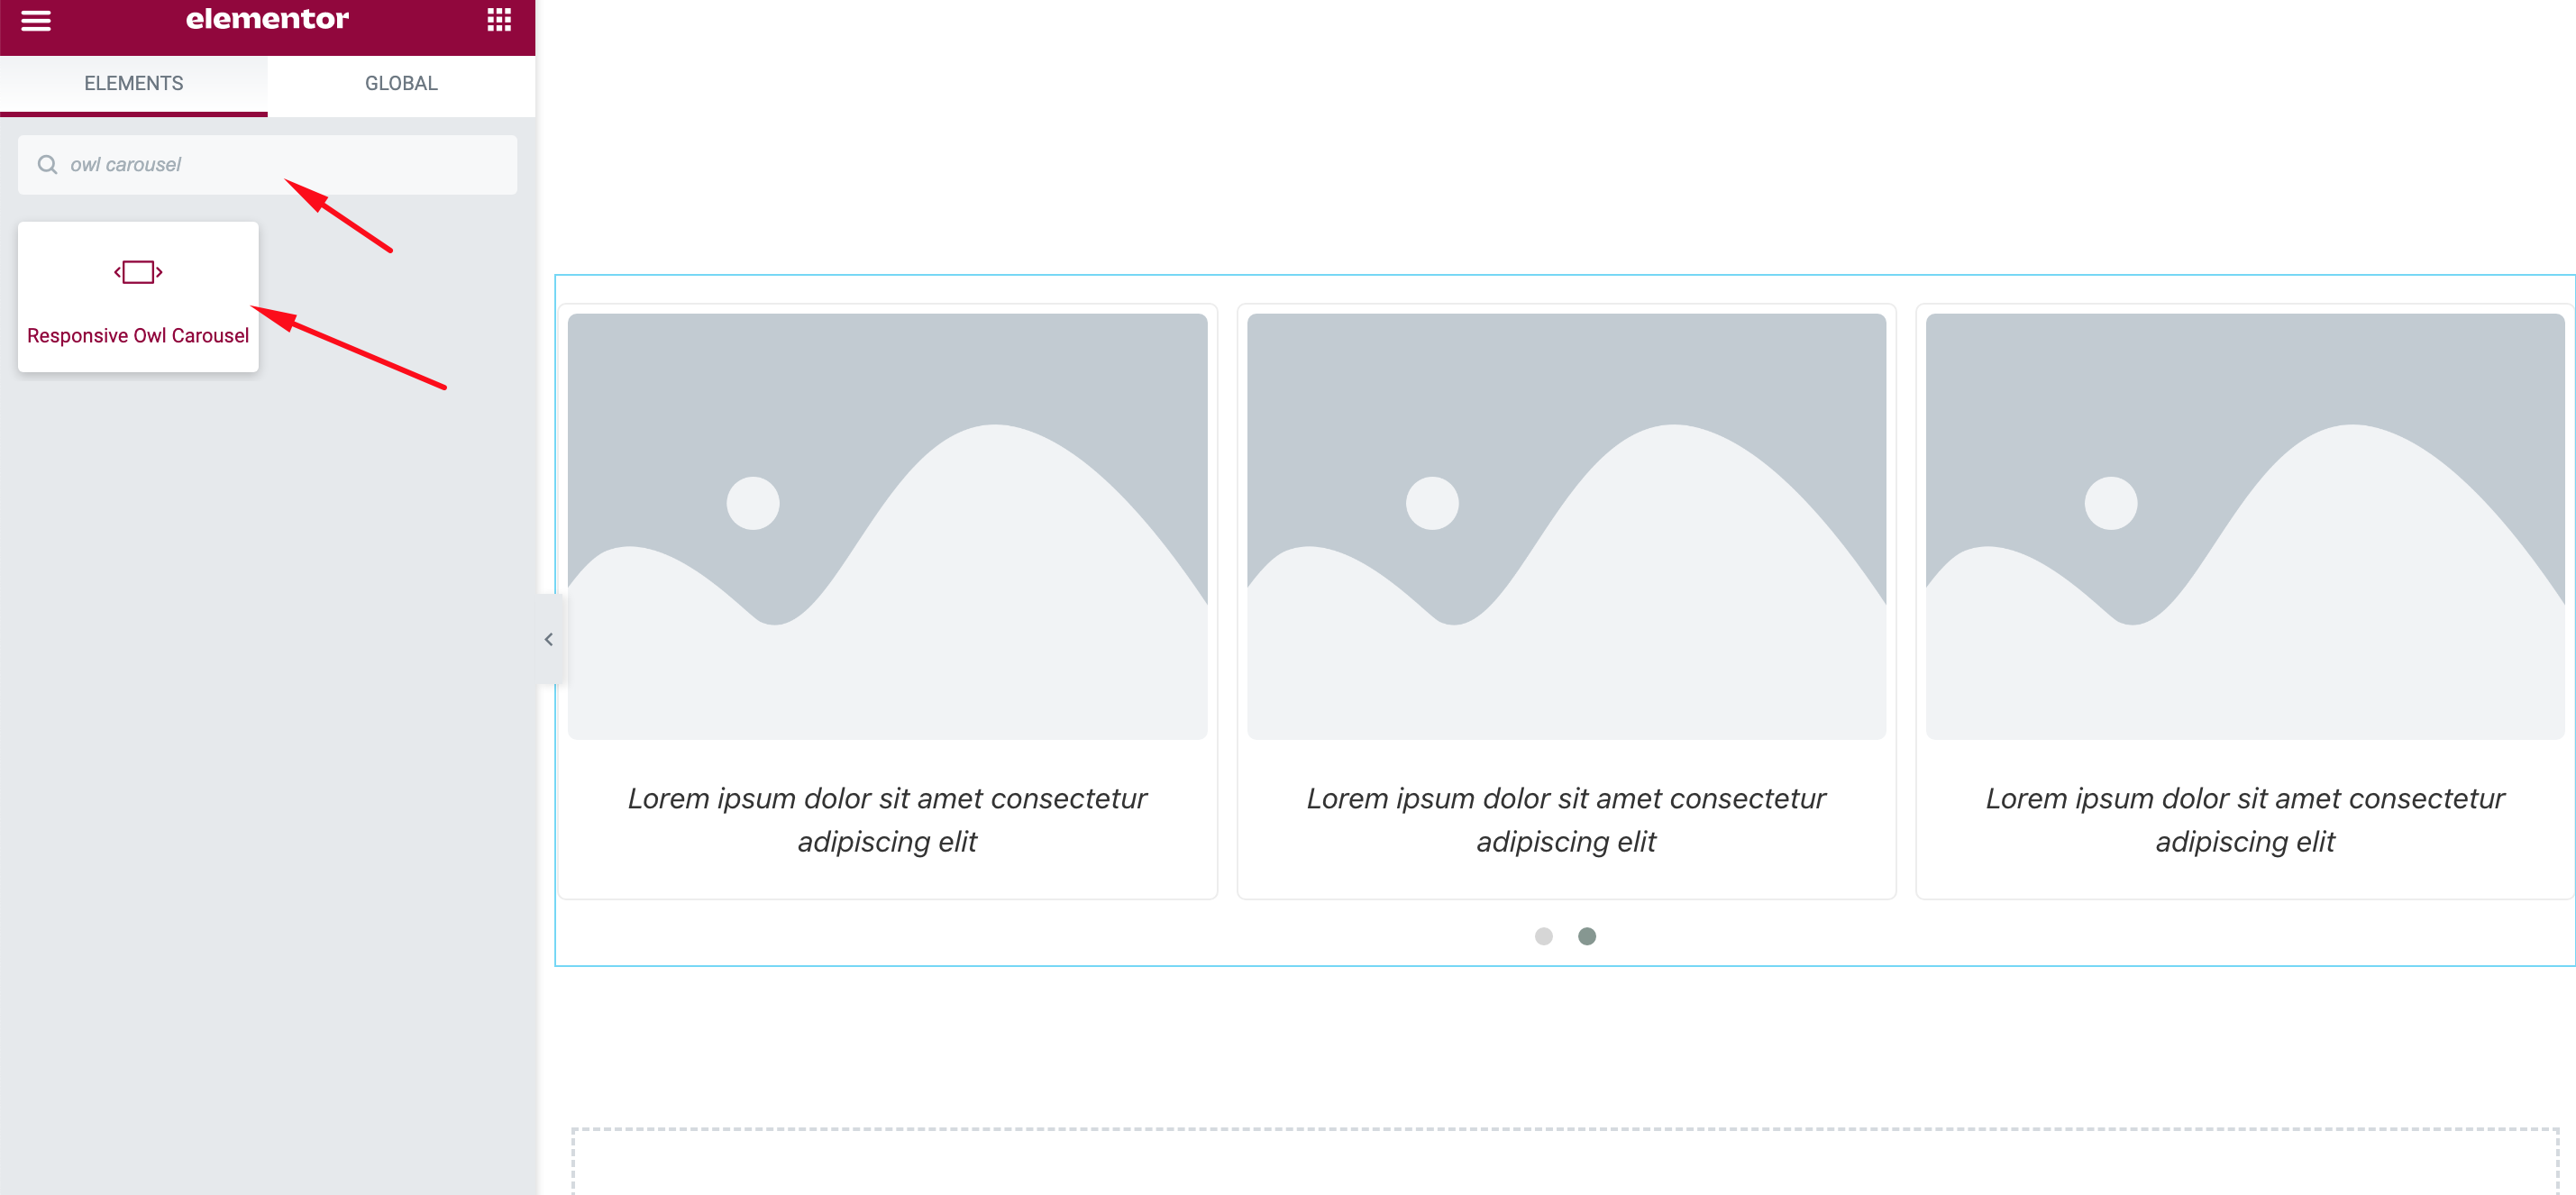 elementor
ELEMENTS
GLOBAL
owl carousel
Responsive Owl Carousel
Lorem ipsum dolor sit amet consectetur
adipiscing elit
Lorem ipsum dolor sit amet consectetur
adipiscing elit
Lorem ipsum dolor sit amet consectetur
adipiscing elit